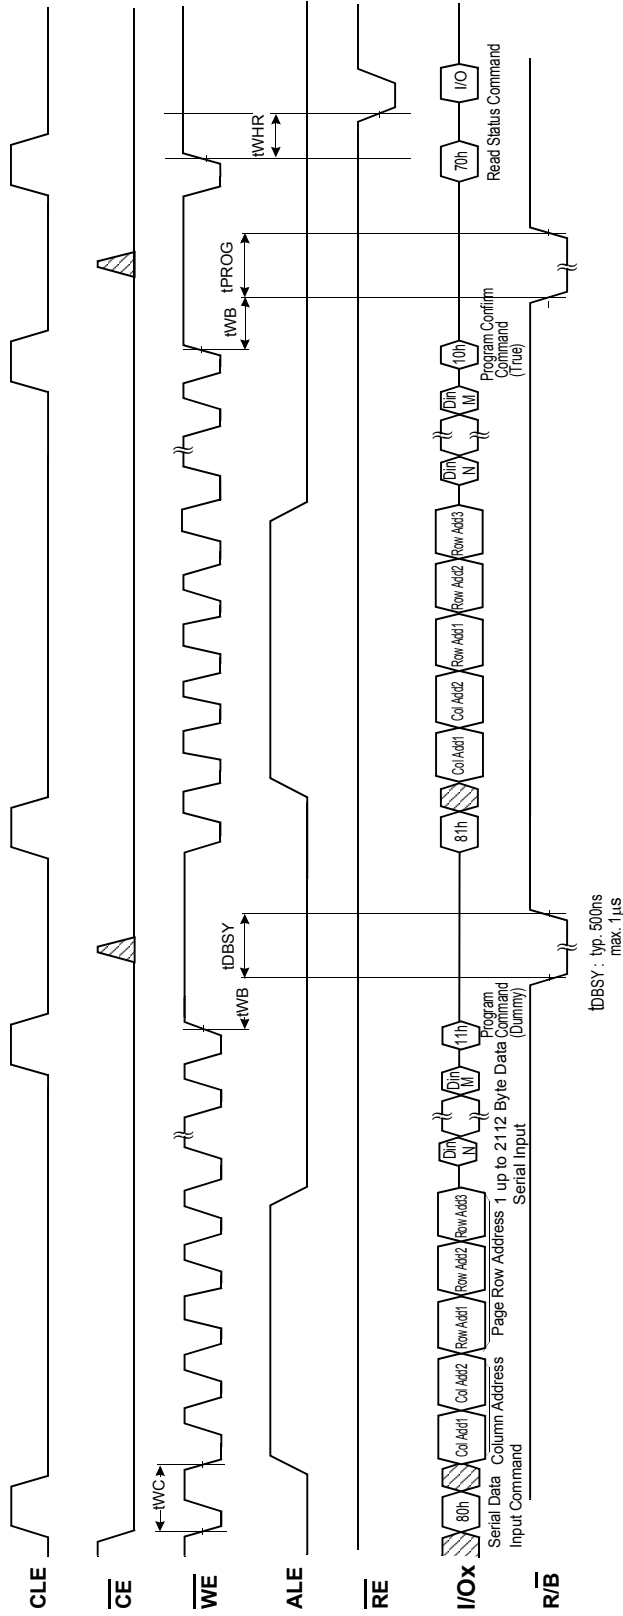 CLE
CE
WE
tWC
tWB
tDBSY
tWB
tPROG
tWHR
ALE
RE
I/Ox
80h
Col Add1
Col Add2
Row Add1
Row Add2
Row Add3
Din
N
Din
M
11h
81h
Col Add1
Col Add2
Row Add1
Row Add2
Row Add3
Din
N
Din
M
10h
70h
I/O
Serial Data
Input Command
Column Address
Page Row Address
1 up to 2112 Byte Data
Serial Input
Program
Command
(Dummy)
Program Confirm
Command
(True)
Read Status Command
R/B
tDBSY : typ. 500ns
max. 1µs